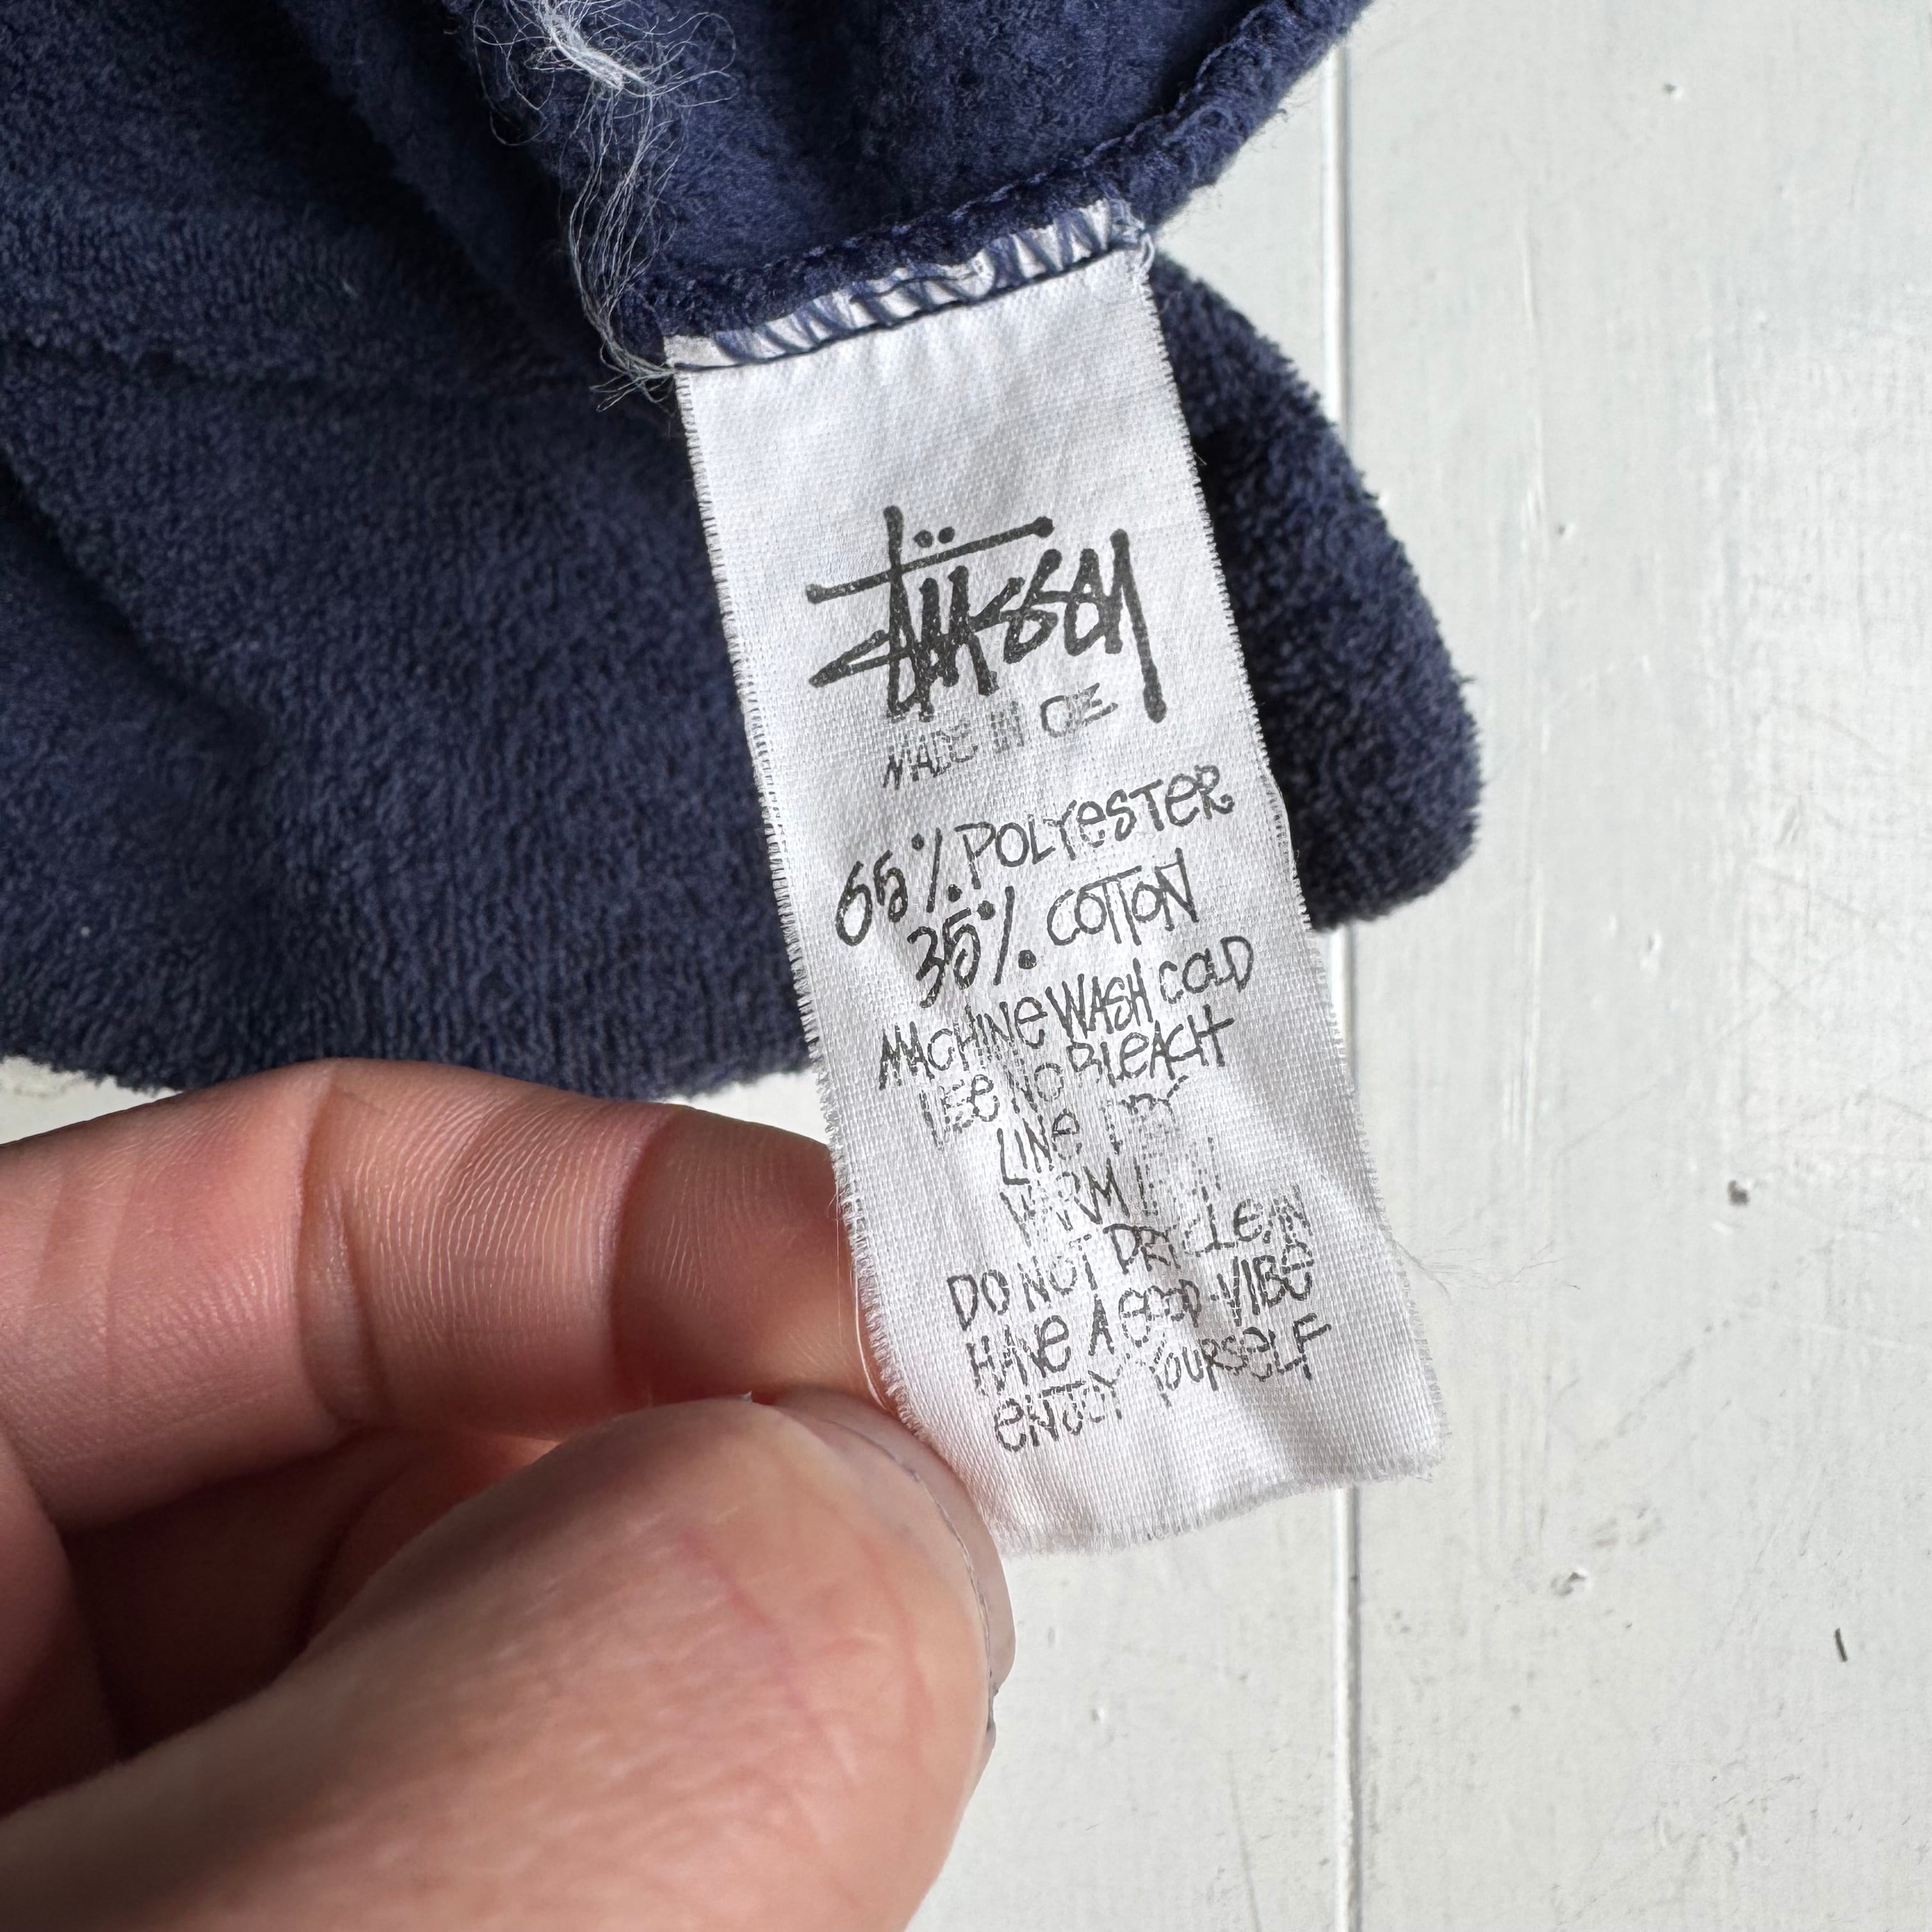 Stüssy
MADE IN CE
65% POLYESTER
35% COTTON
MACHINE WASH COLD
USE NO BLEACH
LINE DRY
WARM IRON
DO NOT DRY CLEAN
HAVE A GOOD VIBE
ENJOY YOURSELF